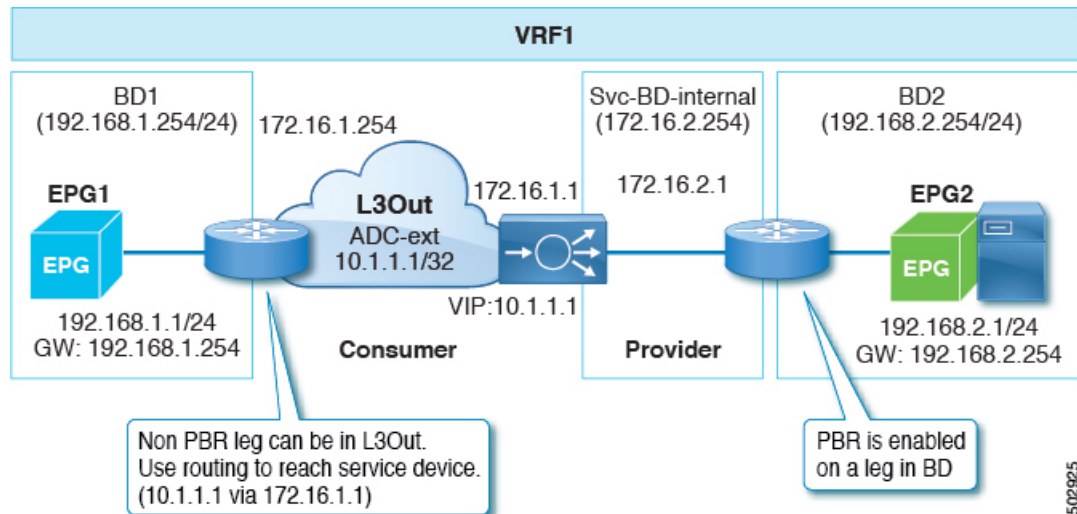 VRF1
BD1
(192.168.1.254/24)
172.16.1.254
EPG1
EPG
192.168.1.1/24
GW: 192.168.1.254
L3Out
ADC-ext
10.1.1.1/32
172.16.1.1
VIP:10.1.1.1
Consumer
Svc-BD-internal
(172.16.2.254)
172.16.2.1
Provider
BD2
(192.168.2.254/24)
EPG2
EPG
192.168.2.1/24
GW: 192.168.2.254
Non PBR leg can be in L3Out.
Use routing to reach service device.
(10.1.1.1 via 172.16.1.1)
PBR is enabled
on a leg in BD
502925